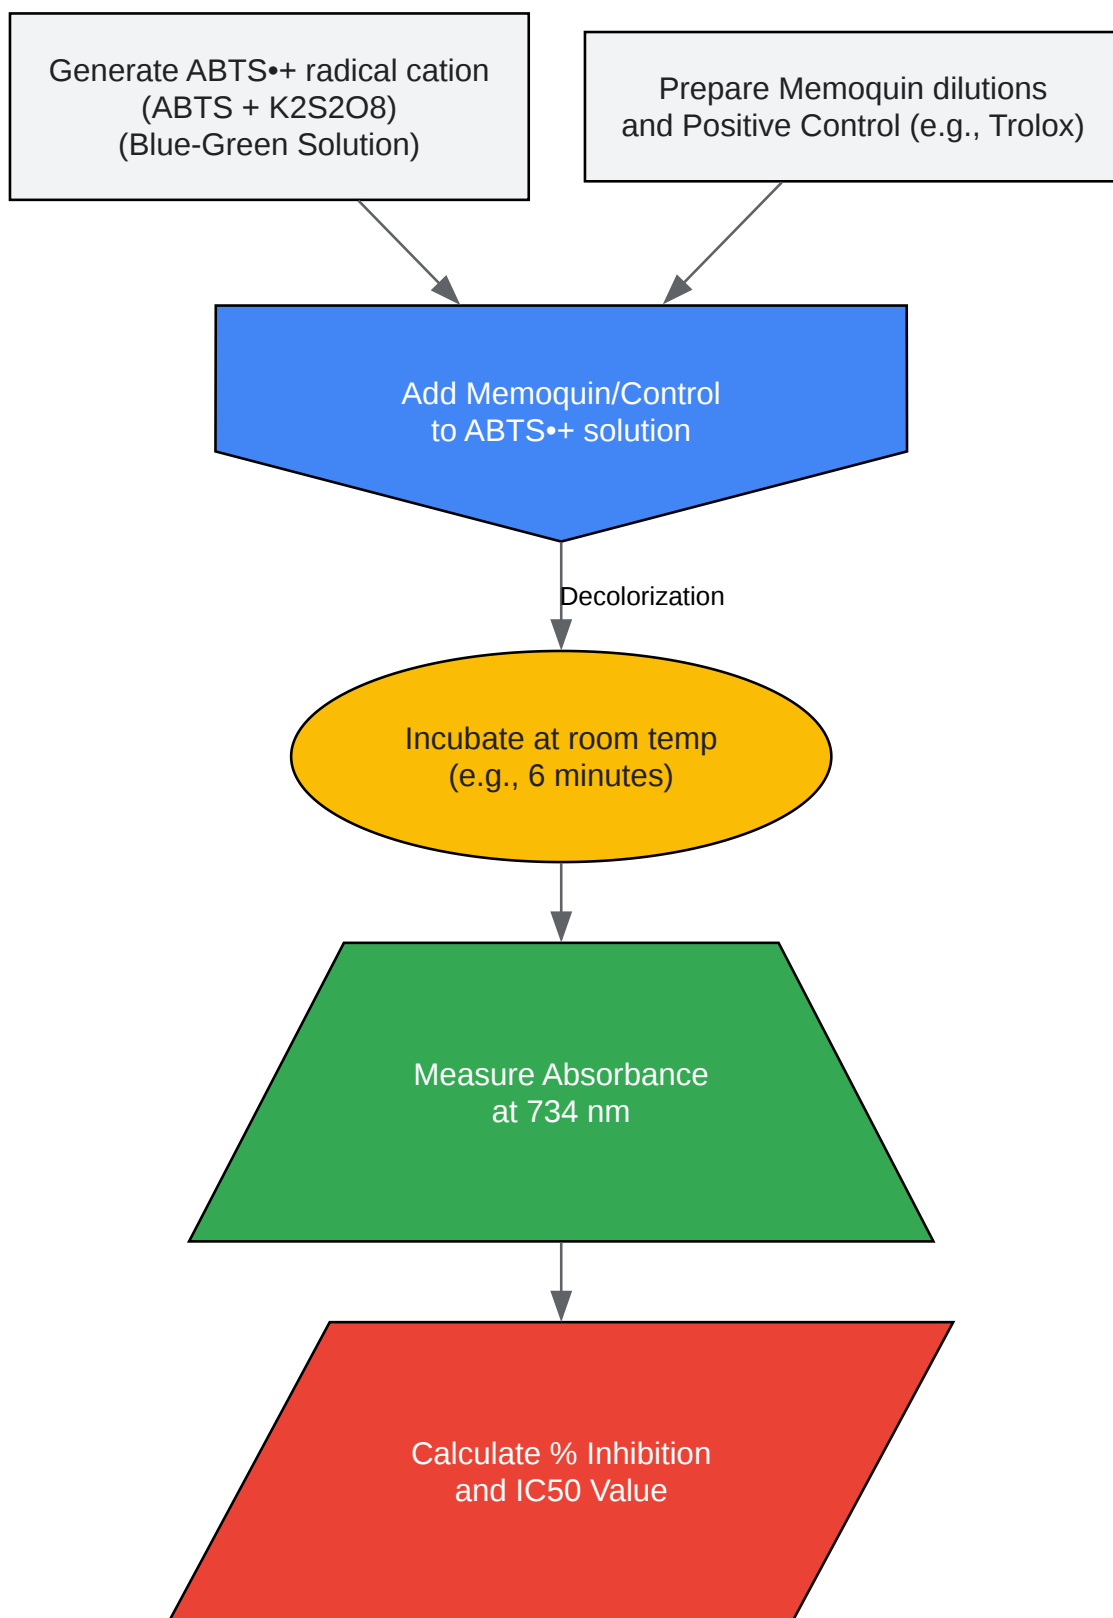 Generate ABTS•+ radical cation
(ABTS + K2S2O8)
(Blue-Green Solution)
Prepare Memoquin dilutions
and Positive Control (e.g., Trolox)
Add Memoquin/Control
to ABTS•+ solution
Decolorization
Incubate at room temp
(e.g., 6 minutes)
Measure Absorbance
at 734 nm
Calculate % Inhibition
and IC50 Value